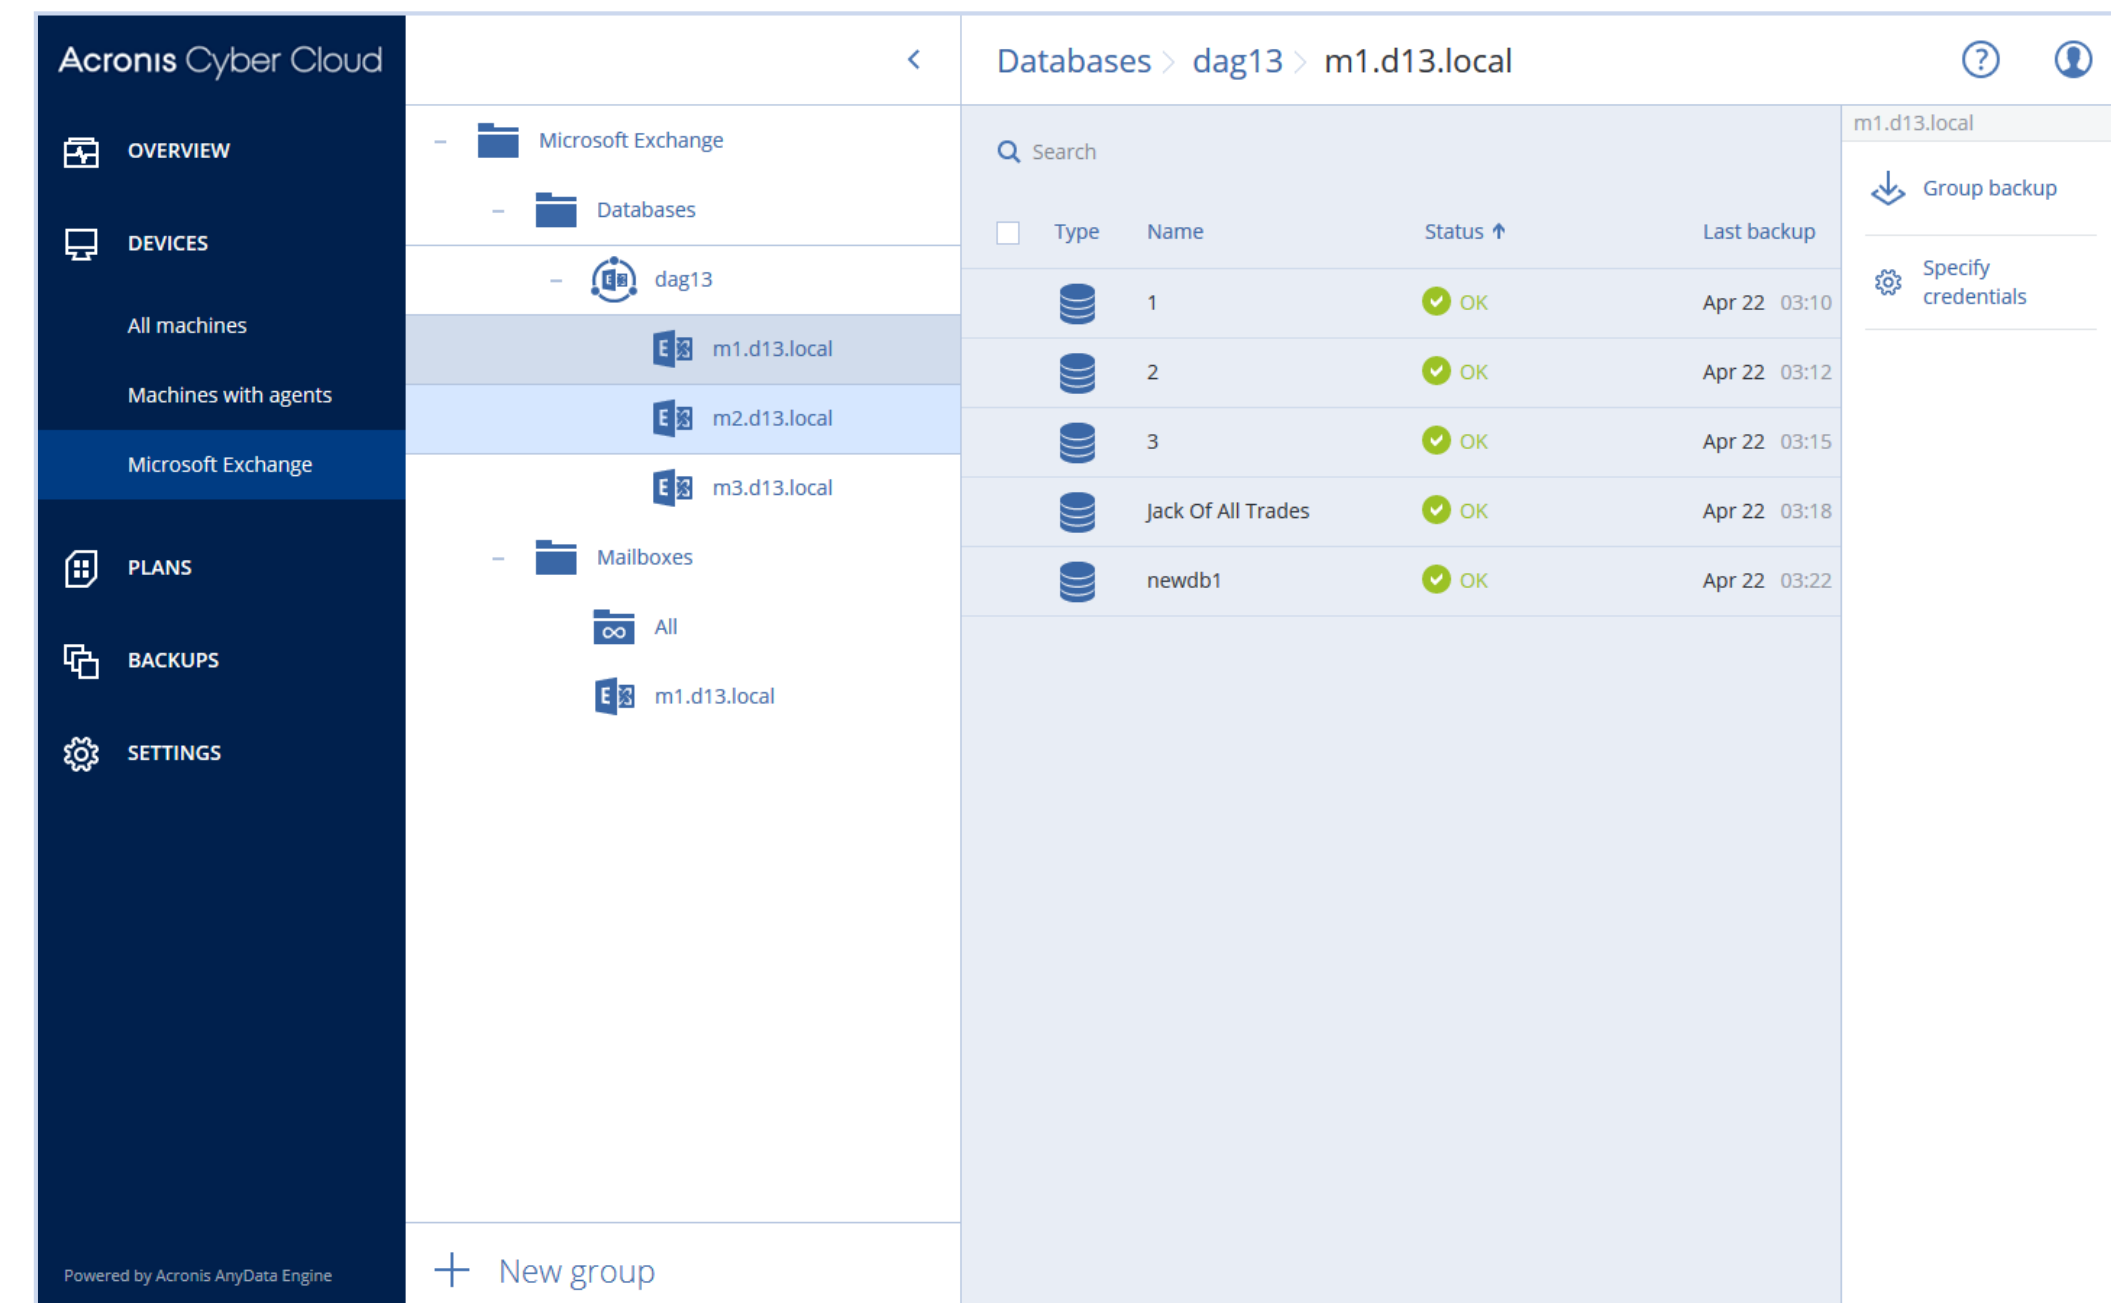 Acronis Cyber Cloud
OVERVIEW
DEVICES
All machines
Machines with agents
Microsoft Exchange
PLANS
BACKUPS
SETTINGS
Powered by Acronis AnyData Engine
Microsoft Exchange
Databases
dag13
m1.d13.local
m2.d13.local
m3.d13.local
Mailboxes
All
m1.d13.local
New group
Databases > dag13 > m1.d13.local
Search
Type Name Status ↑ Last backup
1 OK Apr 22 03:10
2 OK Apr 22 03:12
3 OK Apr 22 03:15
Jack Of All Trades OK Apr 22 03:18
newdb1 OK Apr 22 03:22
m1.d13.local
Group backup
Specify
credentials